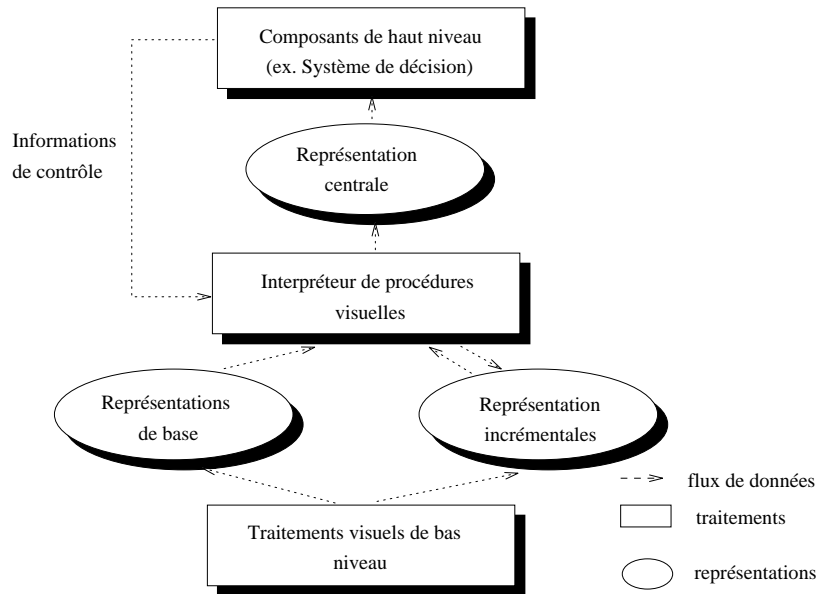 Composants de haut niveau
(ex. Système de décision)
Informations
de contrôle
Représentation
centrale
Interpréteur de procédures
visuelles
Représentations
de base
Représentation
incrémentales
Traitements visuels de bas
niveau
flux de données
traitements
représentations